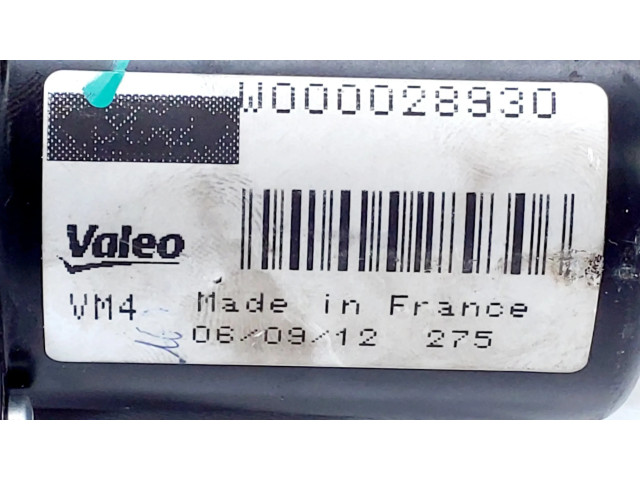 W000028930
Valeo
VM4 Made in France
06/09/12 275